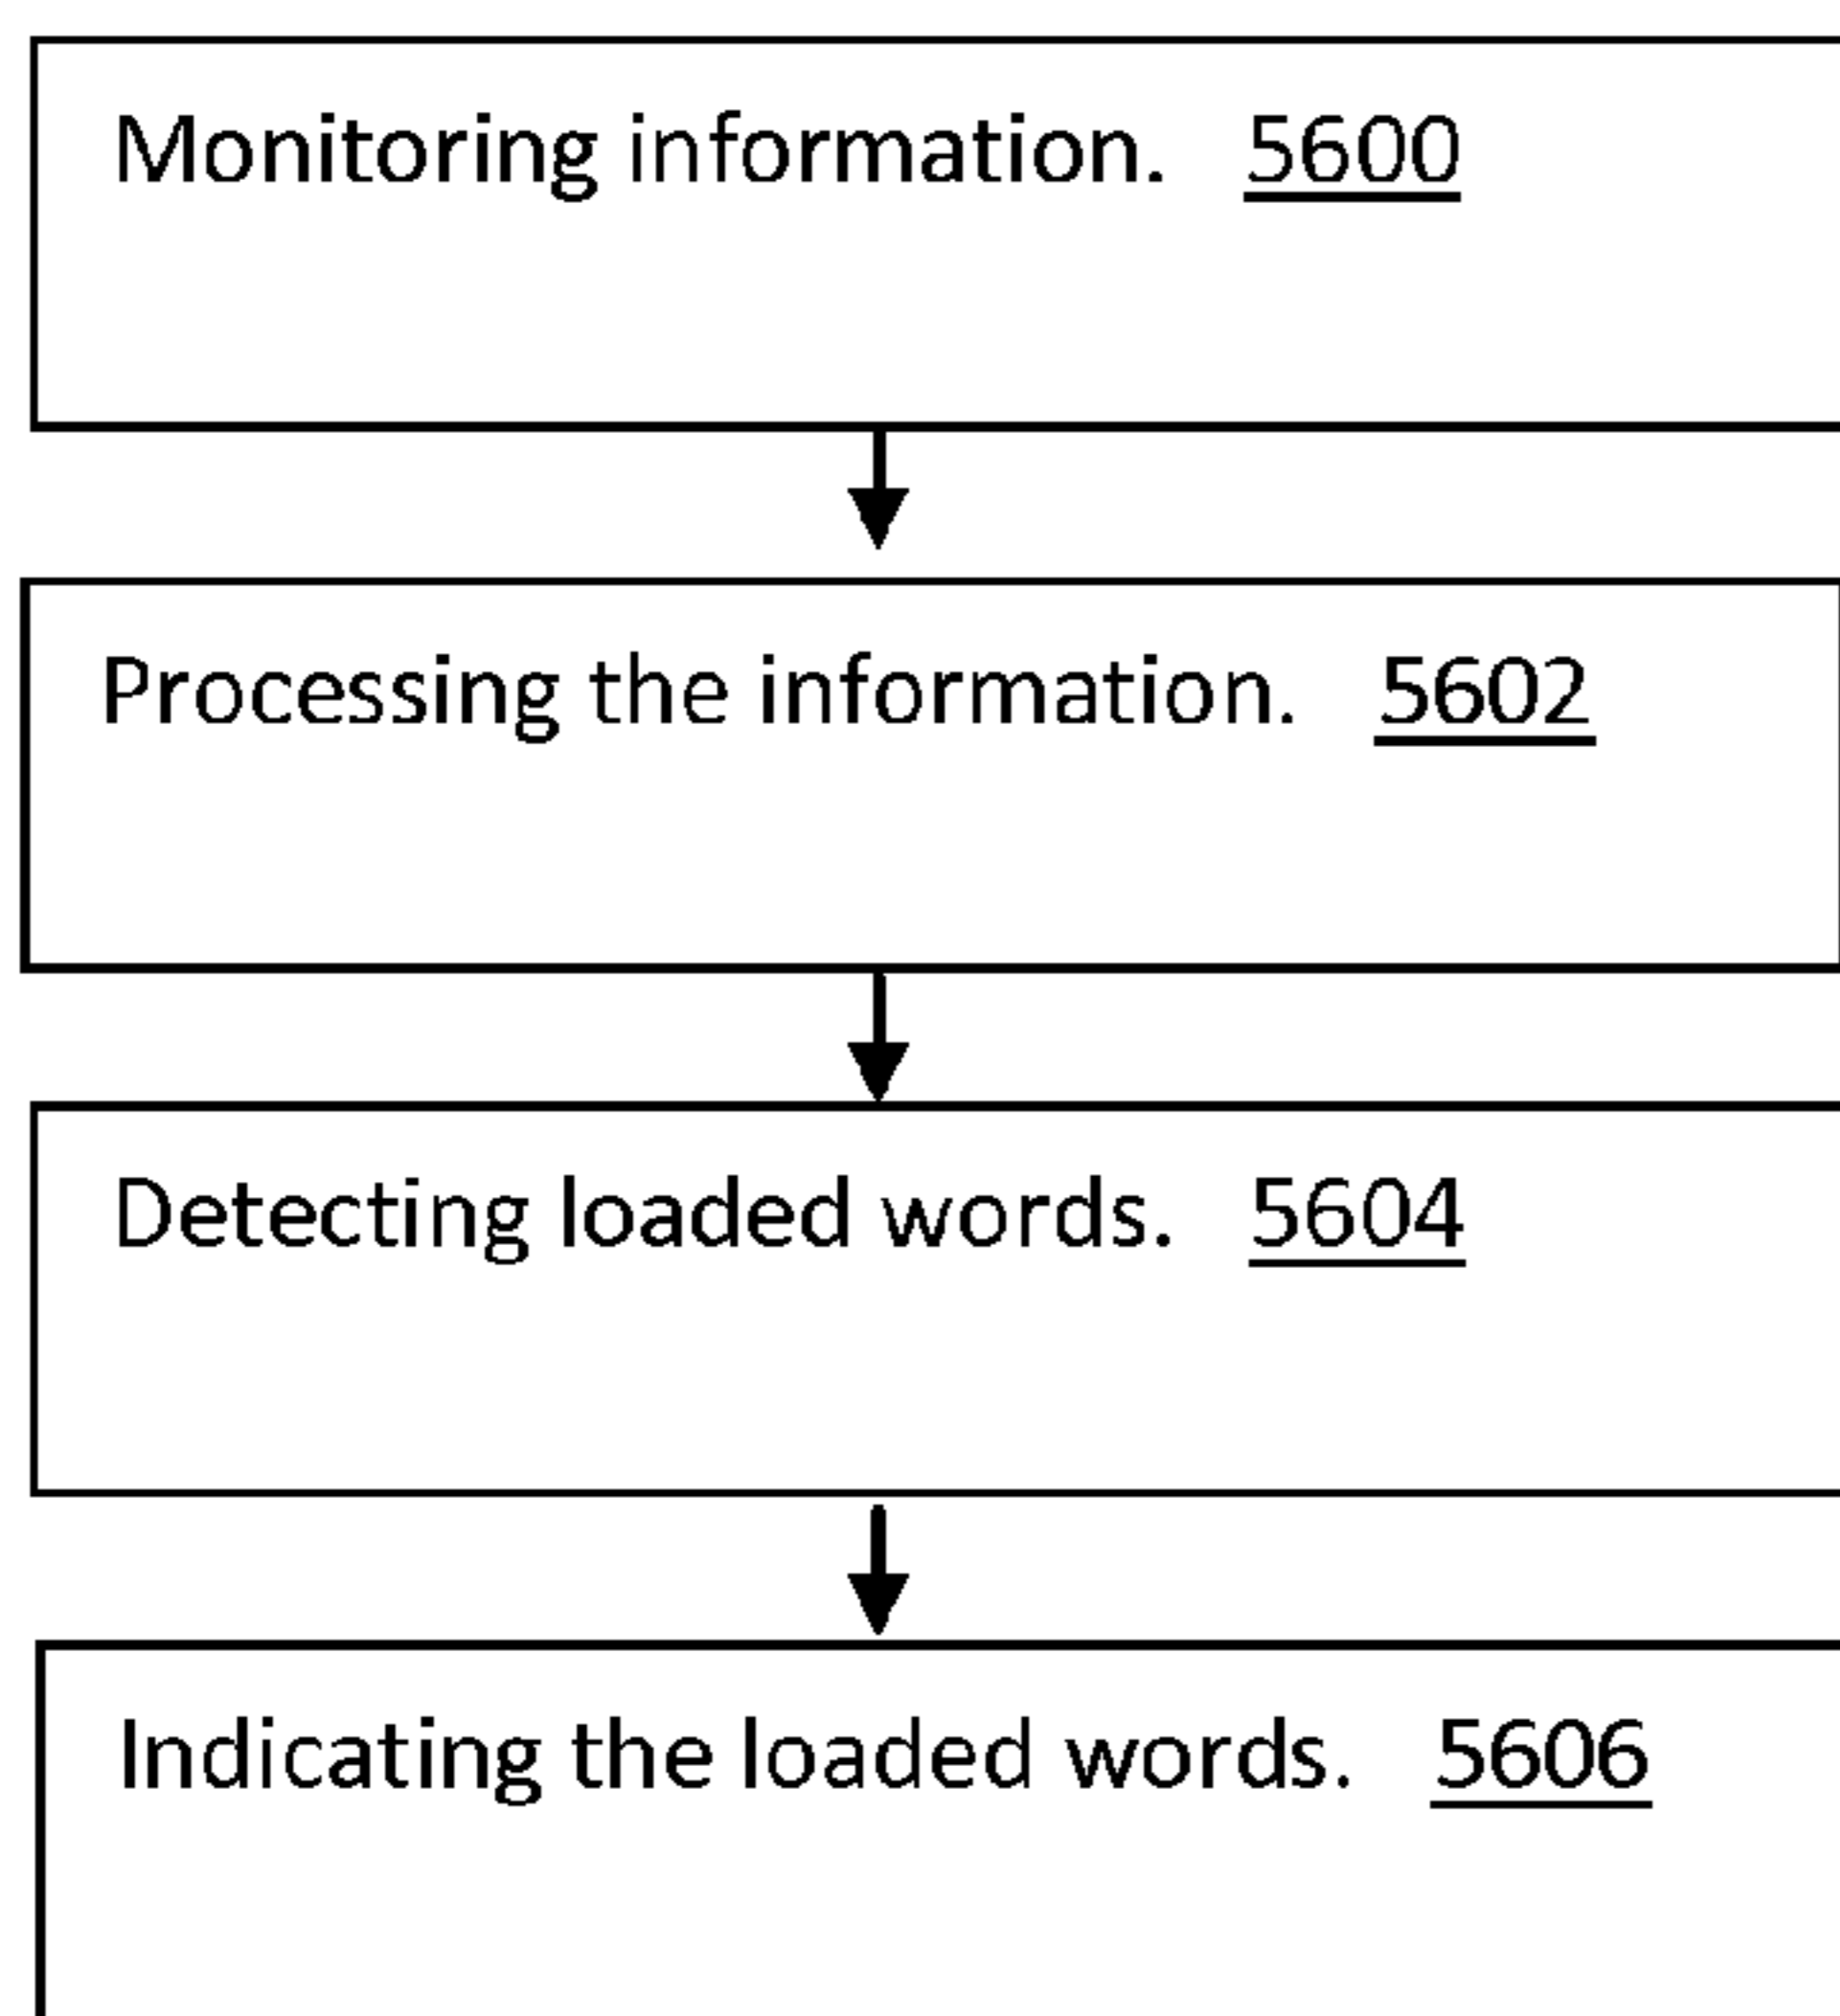 Monitoring information. 5600
Processing the information. 5602
Detecting loaded words. 5604
Indicating the loaded words. 5606